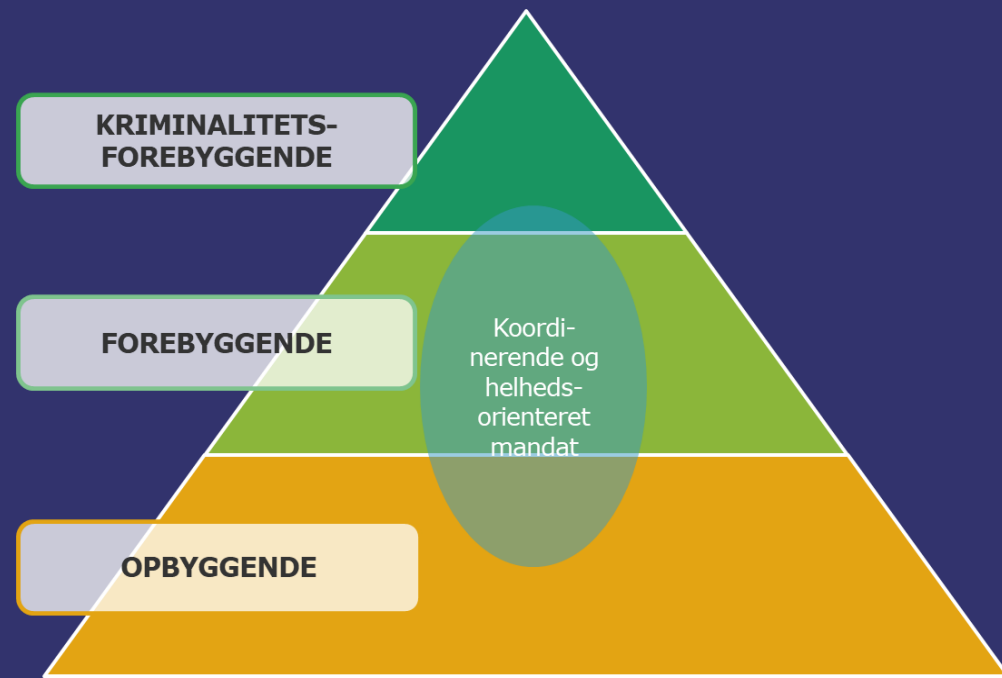 KRIMINALITETS-
FOREBYGGENDE
FOREBYGGENDE
Koordi-
nerende og
helheds-
orienteret
mandat
OPBYGGENDE